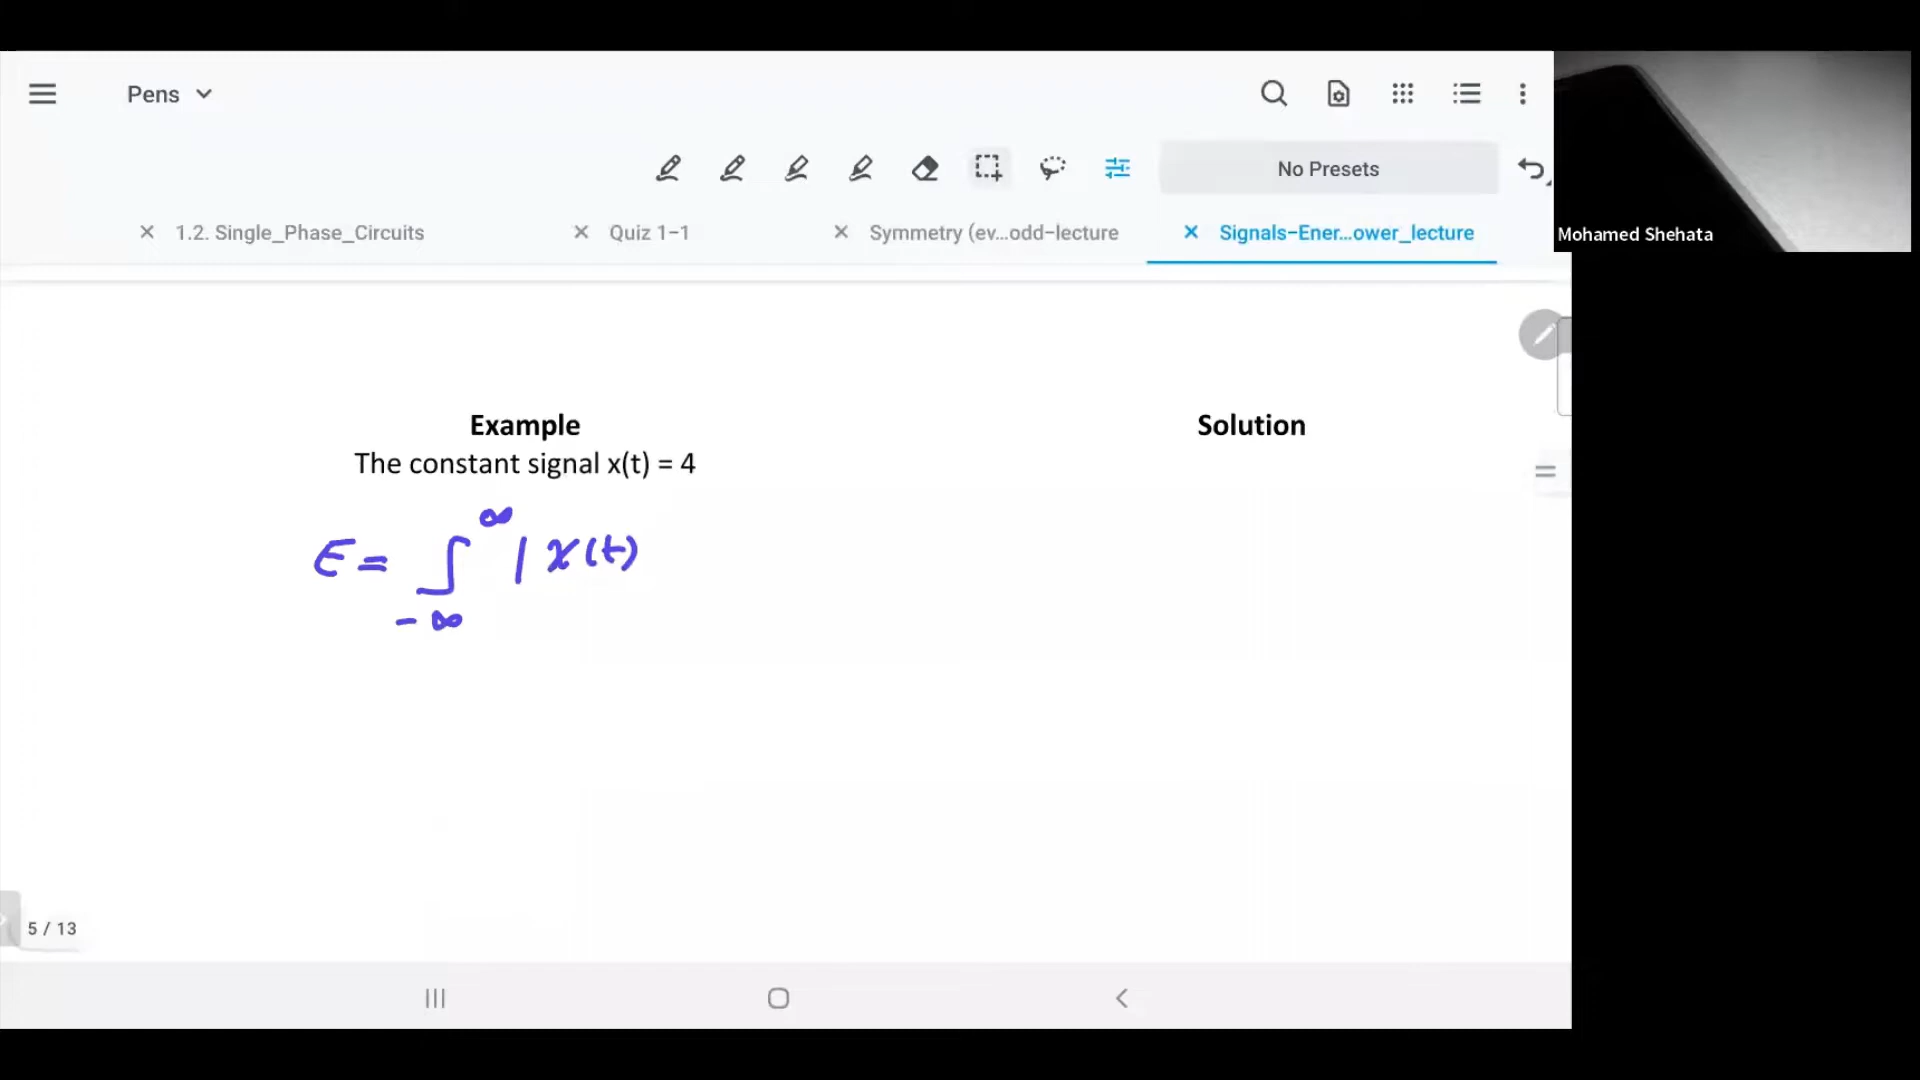 Pens
No Presets
1.2. Single_Phase_Circuits
Quiz 1-1
Symmetry (ev...odd-lecture
Signals-Ener...ower_lecture
Mohamed Shehata
Example
Solution
The constant signal x(t) = 4
E = ∫_{-∞}^{∞} | x(t)
5 / 13